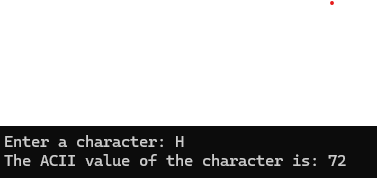 Enter a character: H
The ACII value of the character is: 72